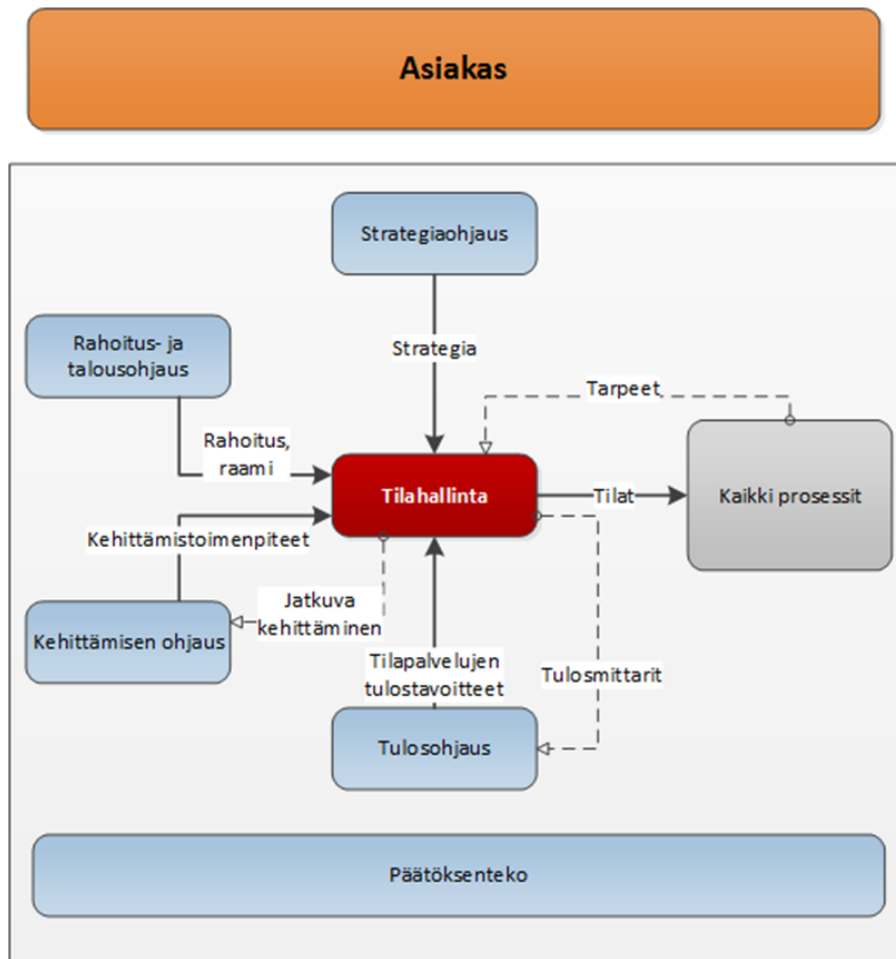 Asiakas
Strategiaohjaus
Rahoitus- ja
talousohjaus
Strategia
Tarpeet
Rahoitus,
raami
Tilahallinta
Tilat
Kaikki prosessit
Kehittämistoimenpiteet
Jatkuva
kehittäminen
Kehittämisen ohjaus
Tilapalvelujen
tulostavoitteet
Tulosmittarit
Tulosohjaus
Päätöksenteko